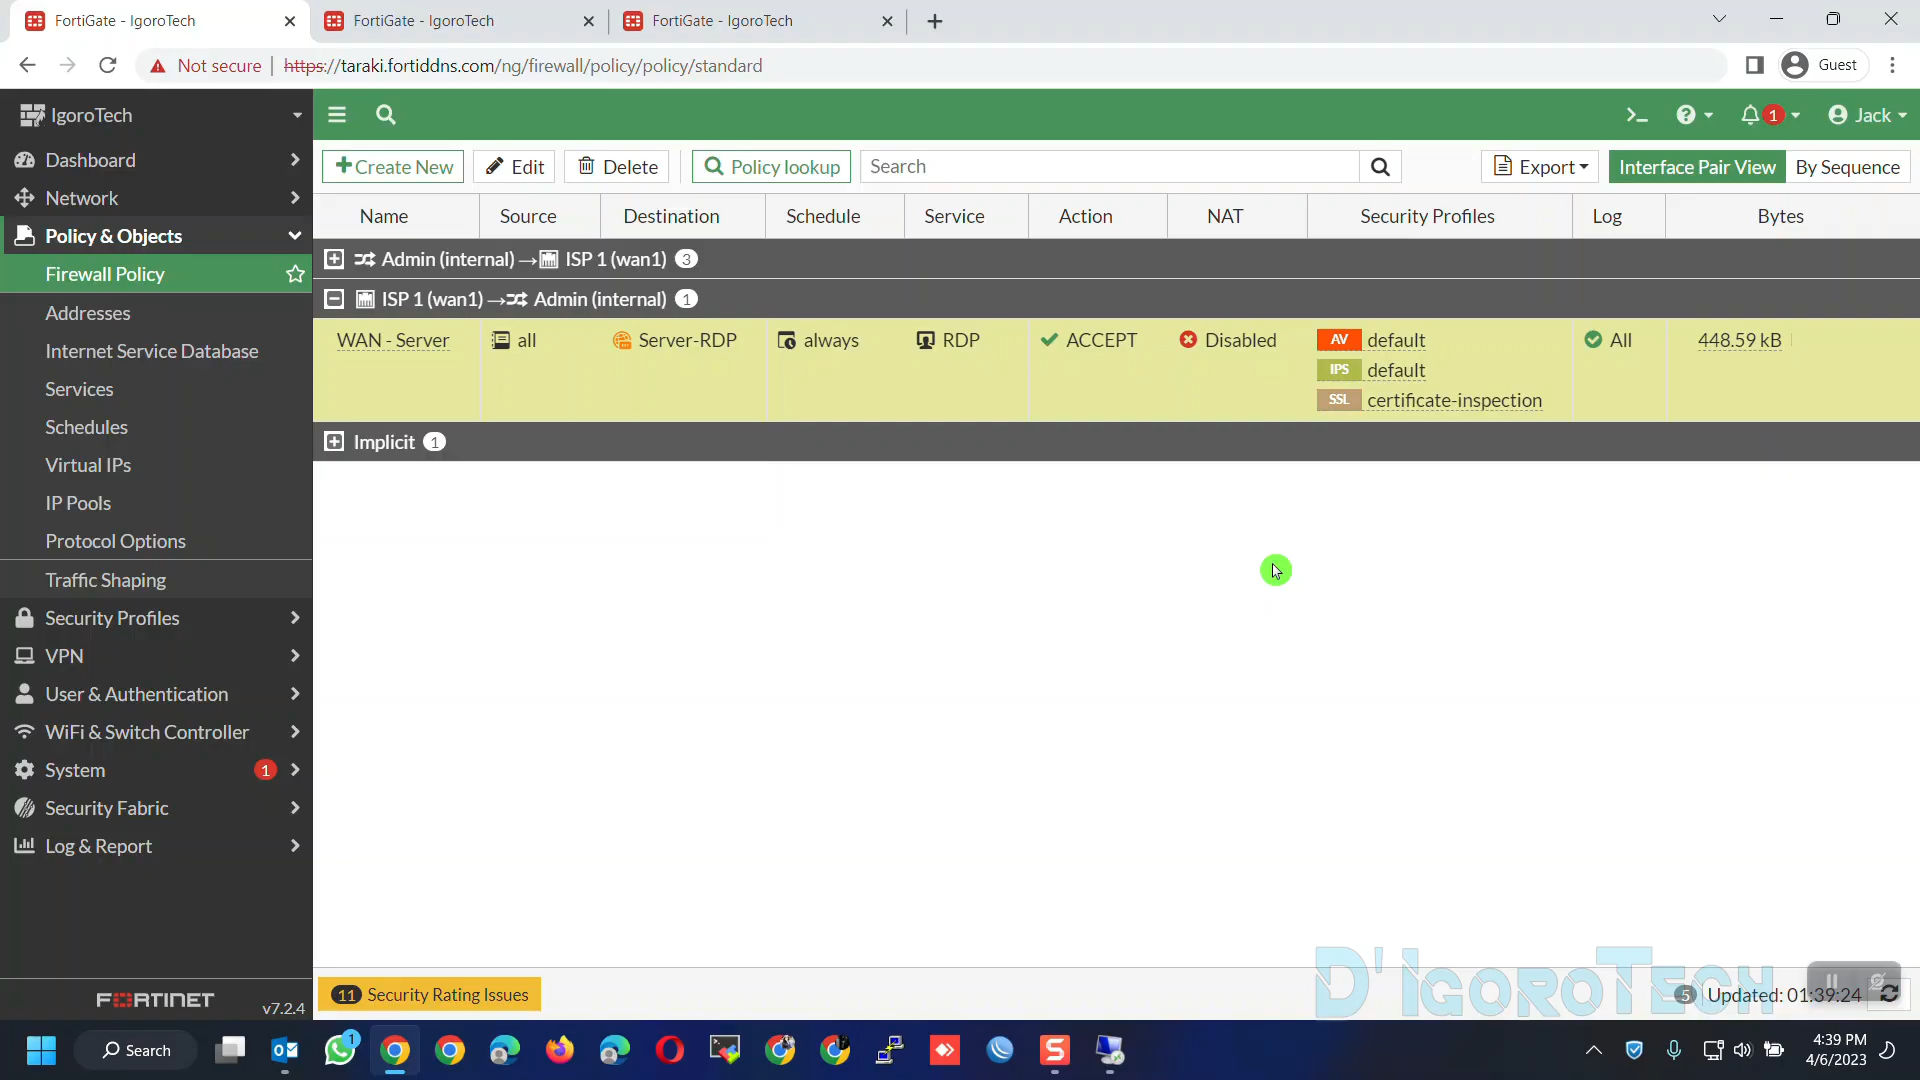 FortiGate - IgoroTech
FortiGate - IgoroTech
FortiGate - IgoroTech
Not secure
https://taraki.fortiddns.com/ng/firewall/policy/policy/standard
Guest
IgoroTech
1
Jack
Dashboard
Network
Policy & Objects
Firewall Policy
Addresses
Internet Service Database
Services
Schedules
Virtual IPs
IP Pools
Protocol Options
Traffic Shaping
Security Profiles
VPN
User & Authentication
WiFi & Switch Controller
System 1
Security Fabric
Log & Report
FORTINET v7.2.4
Create New Edit Delete Policy lookup Search Export Interface Pair View By Sequence
Name Source Destination Schedule Service Action NAT Security Profiles Log Bytes
Admin (internal) → ISP 1 (wan1) 3
ISP 1 (wan1) → Admin (internal) 1
WAN - Server all Server-RDP always RDP ACCEPT Disabled AV default All 448.59 kB
IPS default
SSL certificate-inspection
Implicit 1
11 Security Rating Issues
D'IGOROTECH
5 Updated: 01:39:24
Search
1
4:39 PM
4/6/2023